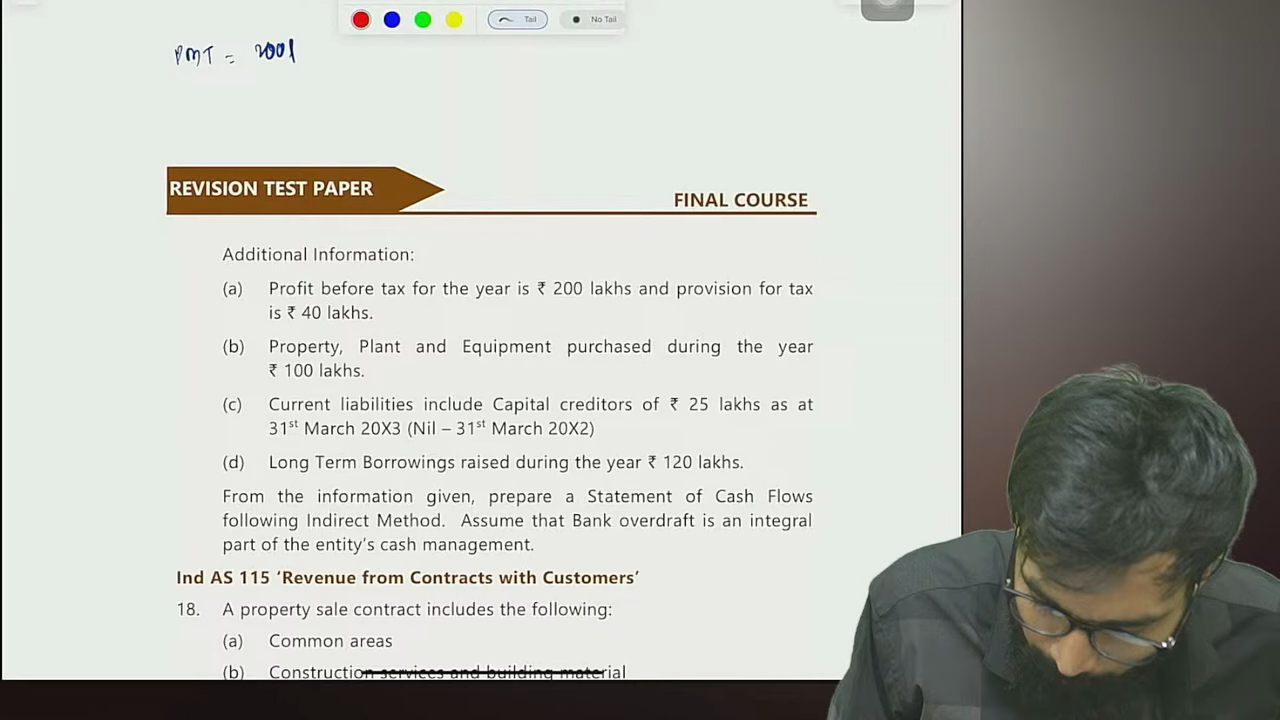 Tail
No Tail
PMT = 200l
REVISION TEST PAPER
FINAL COURSE
Additional Information:
(a) Profit before tax for the year is ₹ 200 lakhs and provision for tax
is ₹ 40 lakhs.
(b) Property, Plant and Equipment purchased during the year
₹ 100 lakhs.
(c) Current liabilities include Capital creditors of ₹ 25 lakhs as at
31st March 20X3 (Nil – 31st March 20X2)
(d) Long Term Borrowings raised during the year ₹ 120 lakhs.
From the information given, prepare a Statement of Cash Flows
following Indirect Method. Assume that Bank overdraft is an integral
part of the entity’s cash management.
Ind AS 115 ‘Revenue from Contracts with Customers’
18. A property sale contract includes the following:
(a) Common areas
(b) Construction services and building material